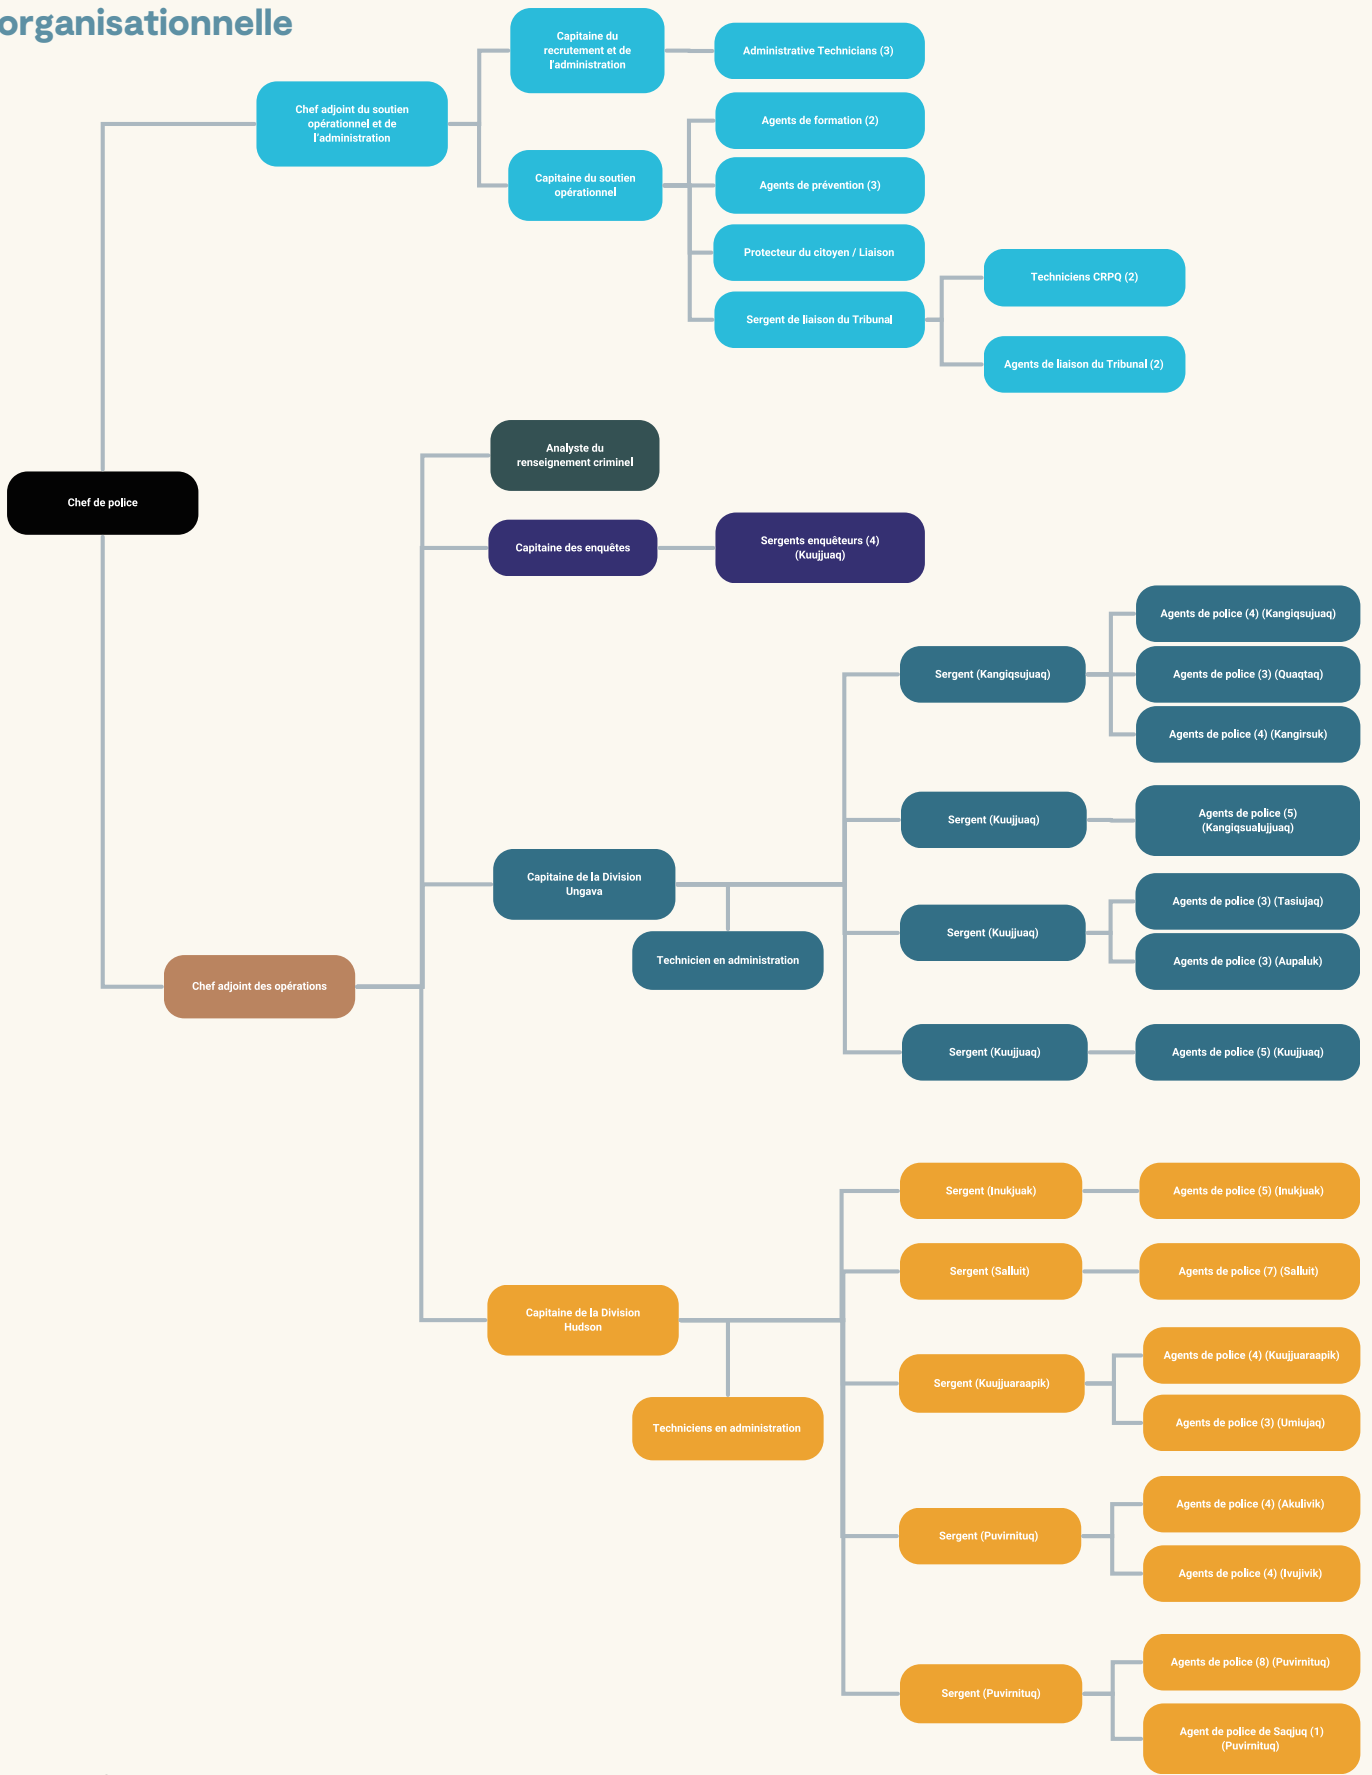 organisationnelle
Capitaine du
recrutement et de
l'administration
Administrative Technicians (3)
Chef adjoint du soutien
opérationnel et de
l'administration
Agents de formation (2)
Capitaine du soutien
opérationnel
Agents de prévention (3)
Protecteur du citoyen / Liaison
Sergent de liaison du Tribunal
Techniciens CRPQ (2)
Agents de liaison du Tribunal (2)
Analyste du
renseignement criminel
Chef de police
Capitaine des enquêtes
Sergents enquêteurs (4)
(Kuujjuaq)
Sergent (Kangiqsujuaq)
Agents de police (4) (Kangiqsujuaq)
Agents de police (3) (Quaqtaq)
Agents de police (4) (Kangirsuk)
Sergent (Kuujjuaq)
Agents de police (5)
(Kangiqsualujjuaq)
Capitaine de la Division
Ungava
Technicien en administration
Sergent (Kuujjuaq)
Agents de police (3) (Tasiujaq)
Agents de police (3) (Aupaluk)
Chef adjoint des opérations
Sergent (Kuujjuaq)
Agents de police (5) (Kuujjuaq)
Sergent (Inukjuak)
Agents de police (5) (Inukjuak)
Sergent (Salluit)
Agents de police (7) (Salluit)
Capitaine de la Division
Hudson
Techniciens en administration
Sergent (Kuujjuaraapik)
Agents de police (4) (Kuujjuaraapik)
Agents de police (3) (Umiujaq)
Sergent (Puvirnituq)
Agents de police (4) (Akulivik)
Agents de police (4) (Ivujivik)
Sergent (Puvirnituq)
Agents de police (8) (Puvirnituq)
Agent de police de Saqjuq (1)
(Puvirnituq)